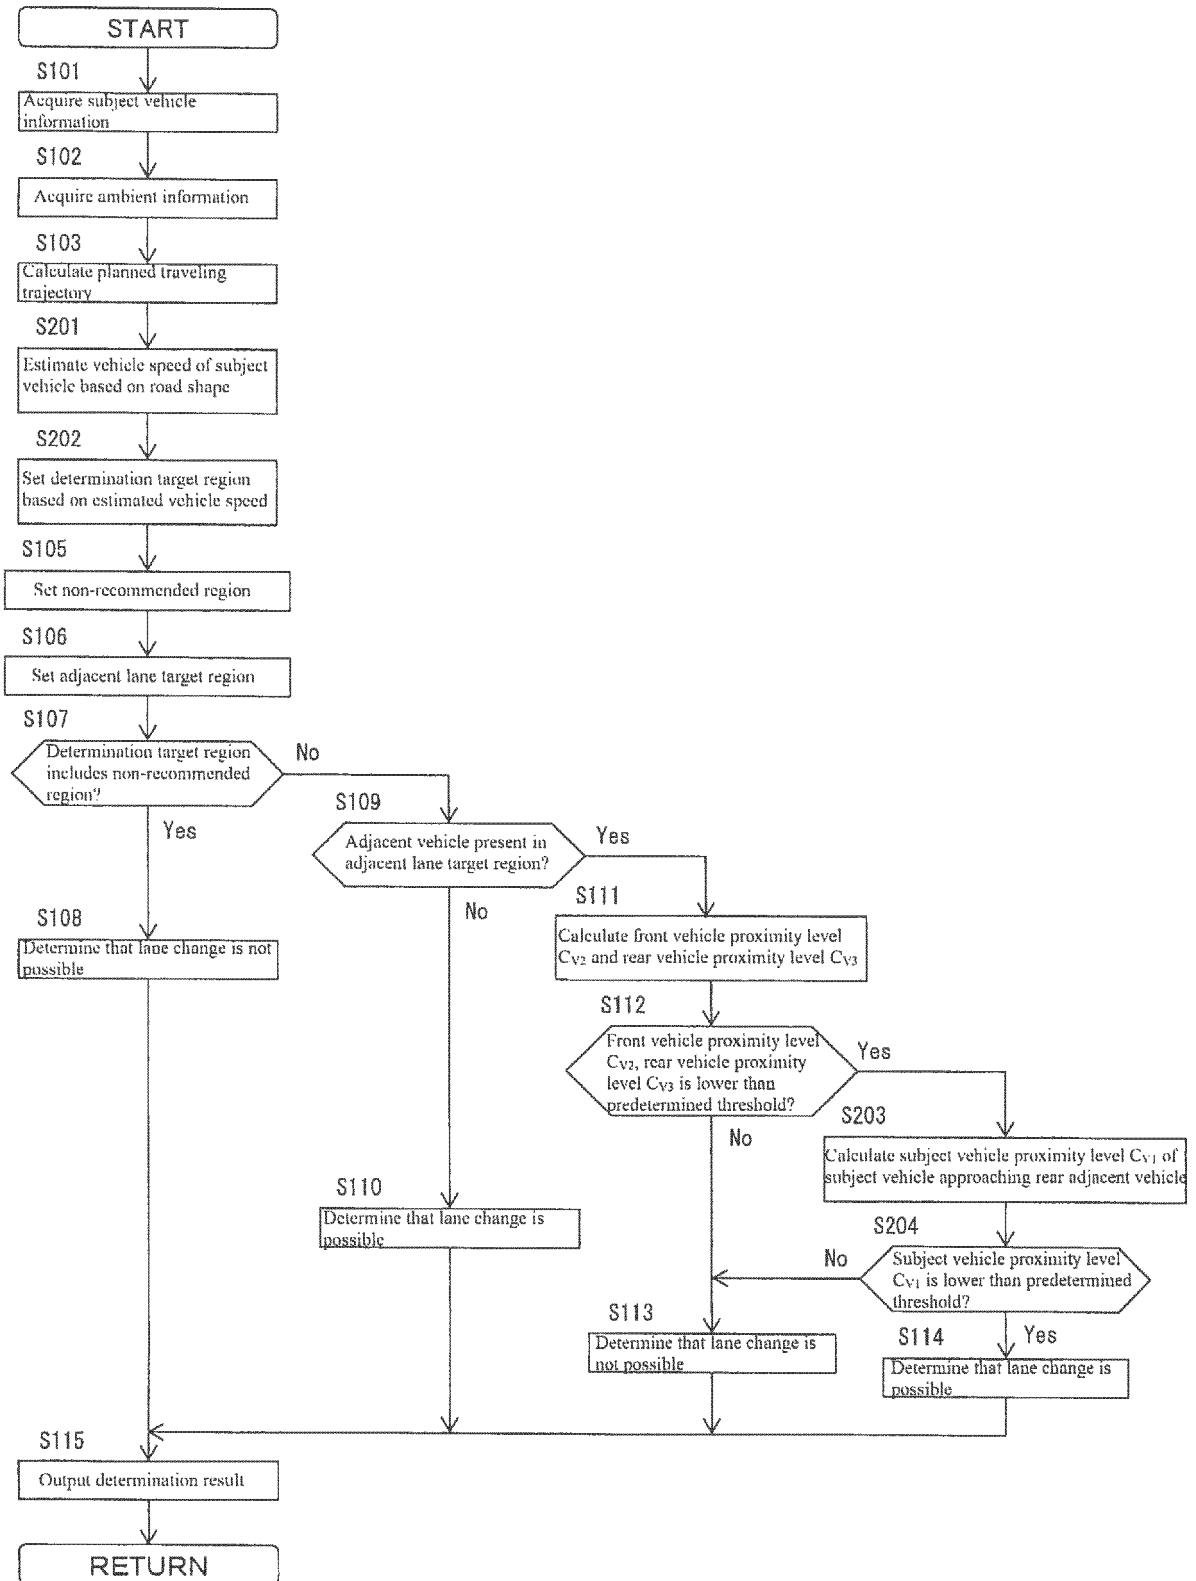 START
S101
Acquire subject vehicle
information
S102
Acquire ambient information
S103
Calculate planned traveling
trajectory
S201
Estimate vehicle speed of subject
vehicle based on road shape
S202
Set determination target region
based on estimated vehicle speed
S105
Set non-recommended region
S106
Set adjacent lane target region
S107
Determination target region
includes non-recommended
region?
No
Yes
S109
Adjacent vehicle present in
adjacent lane target region?
Yes
No
S108
Determine that lane change is not
possible
S111
Calculate front vehicle proximity level
CV2 and rear vehicle proximity level CV3
S112
Front vehicle proximity level
CV2, rear vehicle proximity
level CV3 is lower than
predetermined threshold?
Yes
No
S203
Calculate subject vehicle proximity level CV1 of
subject vehicle approaching rear adjacent vehicle
S110
Determine that lane change is
possible
S204
Subject vehicle proximity level
CV1 is lower than predetermined
threshold?
No
Yes
S113
Determine that lane change is
not possible
S114
Determine that lane change is
possible
S115
Output determination result
RETURN